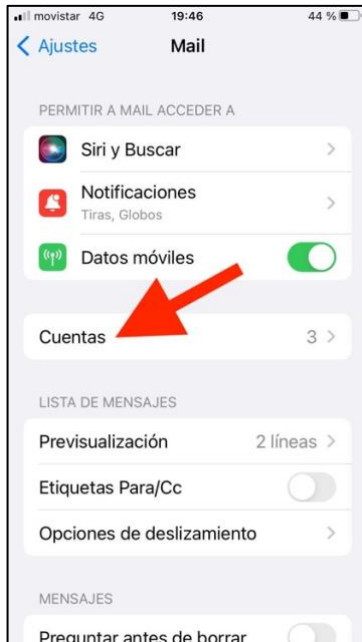 movistar 4G 19:46 44 %
Ajustes Mail
PERMITIR A MAIL ACCEDER A
Siri y Buscar
Notificaciones
Tiras, Globos
Datos móviles
Cuentas 3
LISTA DE MENSAJES
Previsualización 2 líneas
Etiquetas Para/Cc
Opciones de deslizamiento
MENSAJES
Preguntar antes de borrar